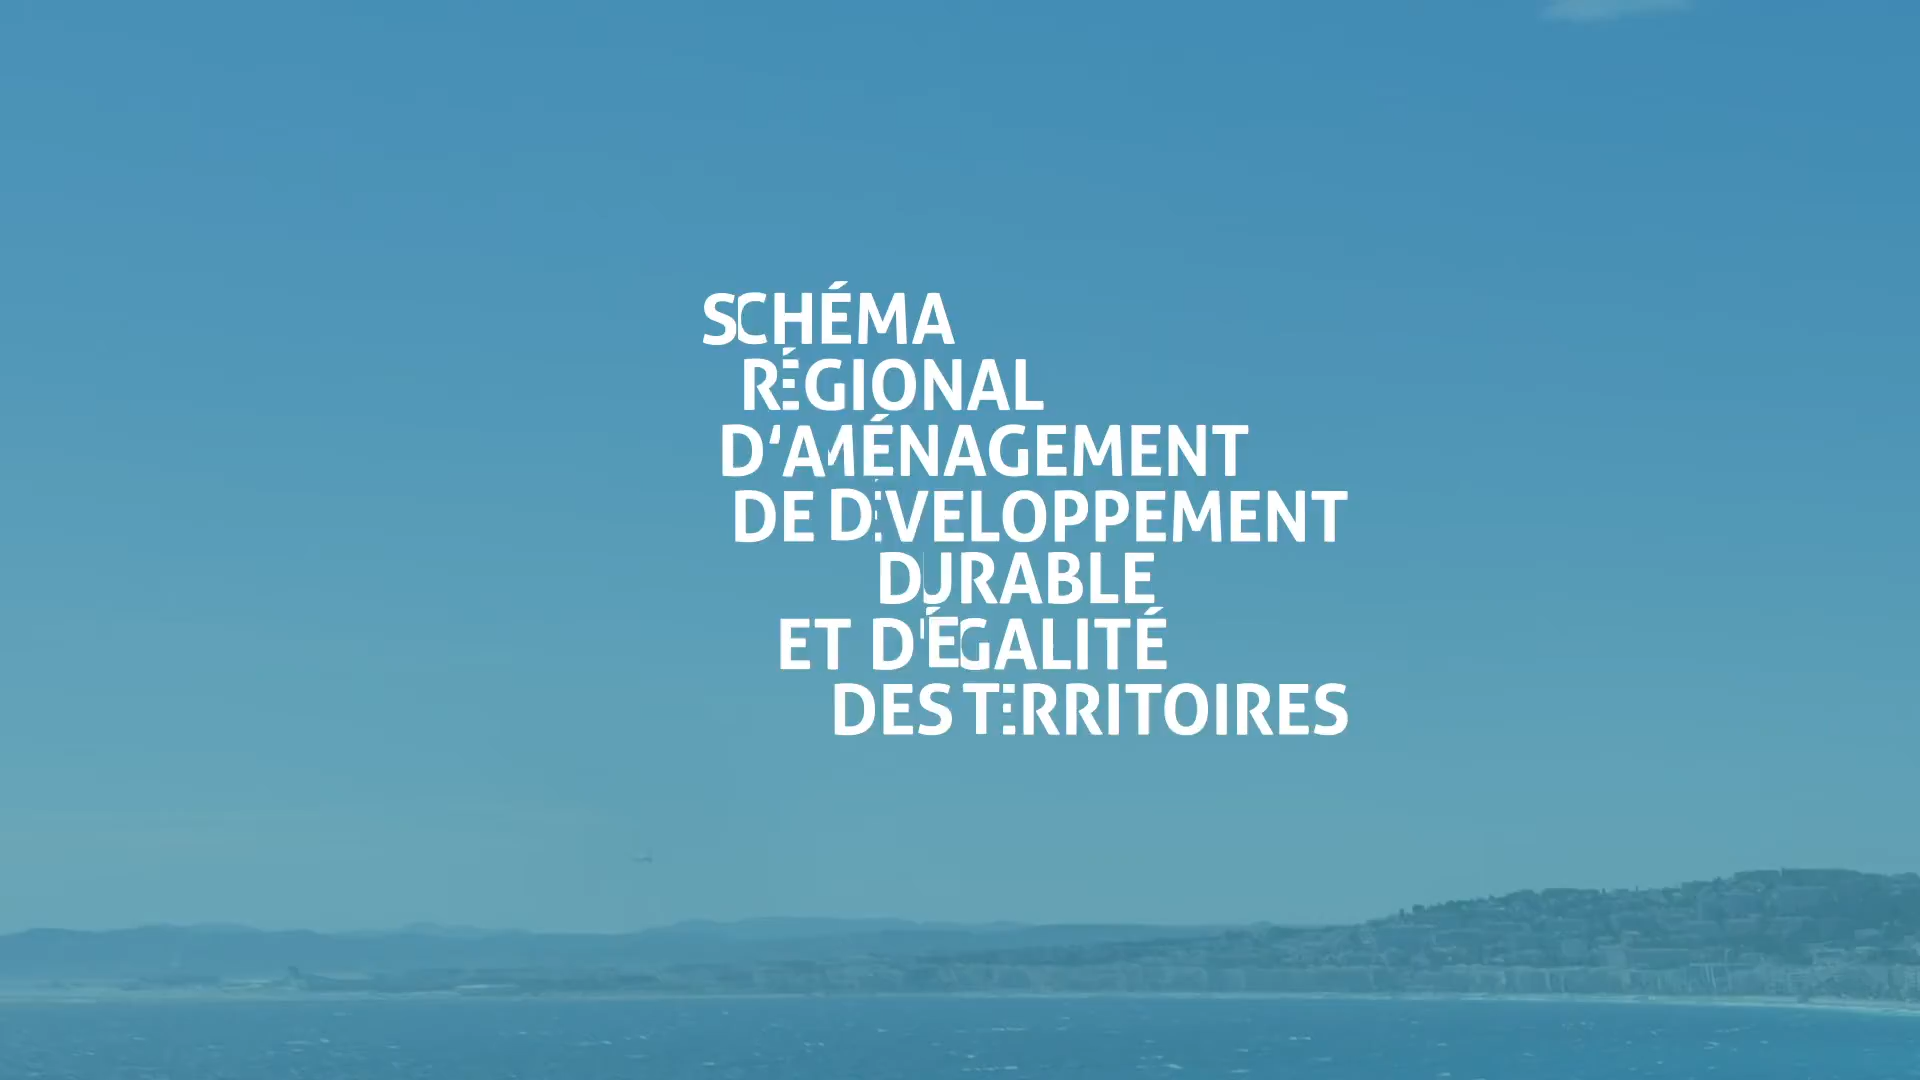 SCHÉMA
RÉGIONAL
D'AMÉNAGEMENT
DE DÉVELOPPEMENT
DURABLE
ET D'ÉGALITÉ
DES TERRITOIRES